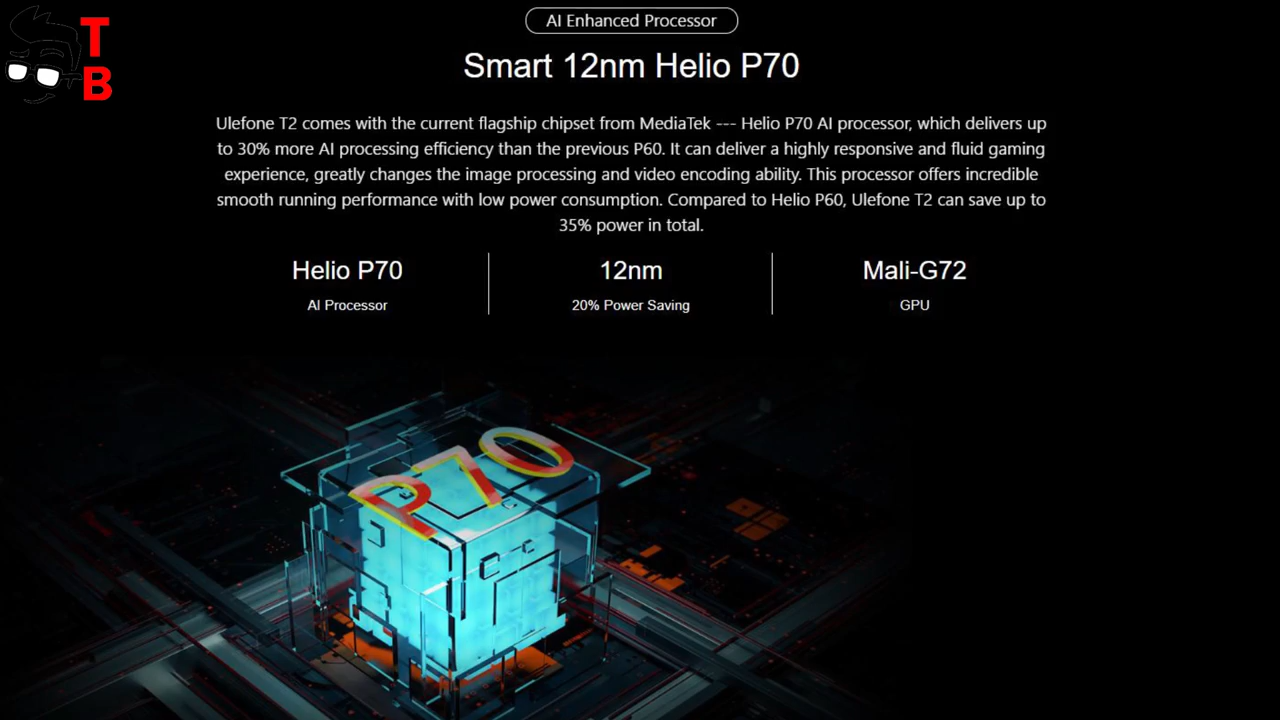 T
B
AI Enhanced Processor
Smart 12nm Helio P70
Ulefone T2 comes with the current flagship chipset from MediaTek --- Helio P70 AI processor, which delivers up
to 30% more AI processing efficiency than the previous P60. It can deliver a highly responsive and fluid gaming
experience, greatly changes the image processing and video encoding ability. This processor offers incredible
smooth running performance with low power consumption. Compared to Helio P60, Ulefone T2 can save up to
35% power in total.
Helio P70
AI Processor
12nm
20% Power Saving
Mali-G72
GPU
P70